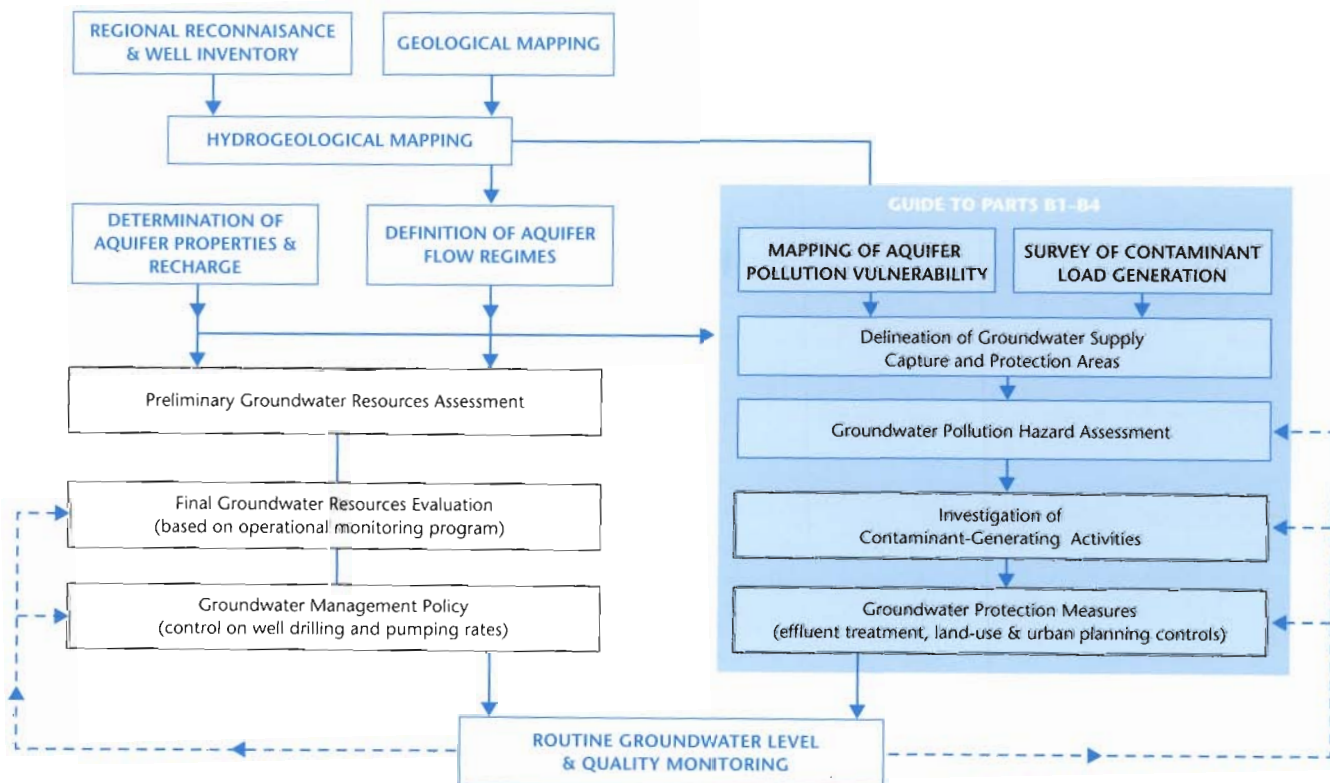 REGIONAL RECONNAISANCE
& WELL INVENTORY
GEOLOGICAL MAPPING
HYDROGEOLOGICAL MAPPING
DETERMINATION OF
AQUIFER PROPERTIES &
RECHARGE
DEFINITION OF AQUIFER
FLOW REGIMES
Preliminary Groundwater Resources Assessment
Final Groundwater Resources Evaluation
(based on operational monitoring program)
Groundwater Management Policy
(control on well drilling and pumping rates)
GUIDE TO PARTS B1–B4
MAPPING OF AQUIFER
POLLUTION VULNERABILITY
SURVEY OF CONTAMINANT
LOAD GENERATION
Delineation of Groundwater Supply
Capture and Protection Areas
Groundwater Pollution Hazard Assessment
Investigation of
Contaminant-Generating Activities
Groundwater Protection Measures
(effluent treatment, land-use & urban planning controls)
ROUTINE GROUNDWATER LEVEL
& QUALITY MONITORING